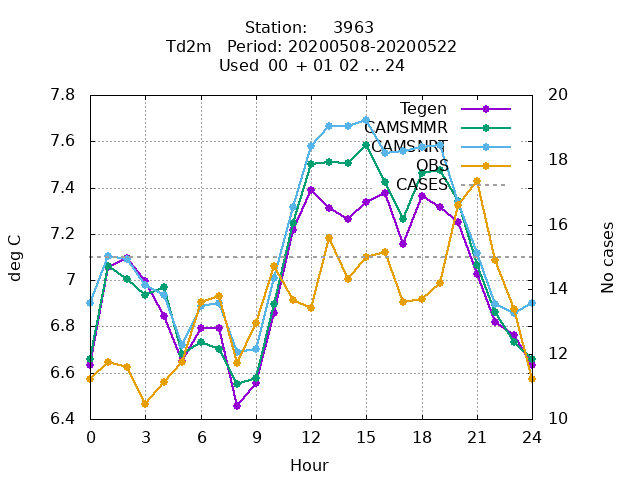 Station: 3963
Td2m Period: 20200508-20200522
Used 00 + 01 02 ... 24
7.8
7.6
7.4
7.2
7
6.8
6.6
6.4
deg C
20
18
16
14
12
10
No cases
Tegen
CAMSMMR
CAMSNRT
OBS
CASES
0 3 6 9 12 15 18 21 24
Hour